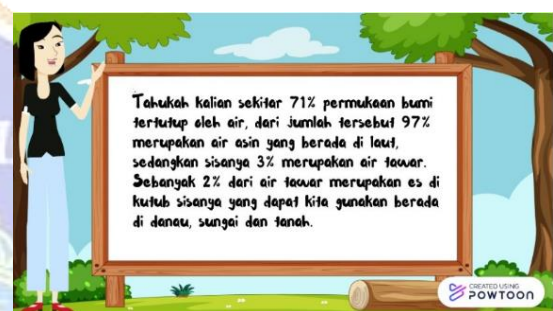 Tahukah kalian sekitar 71% permukaan bumi
tertutup oleh air, dari jumlah tersebut 97%
merupakan air asin yang berada di laut,
sedangkan sisanya 3% merupakan air tawar.
Sebanyak 2% dari air tawar merupakan es di
kutub sisanya yang dapat kita gunakan berada
di danau, sungai dan tanah.
CREATED USING
POWTOON